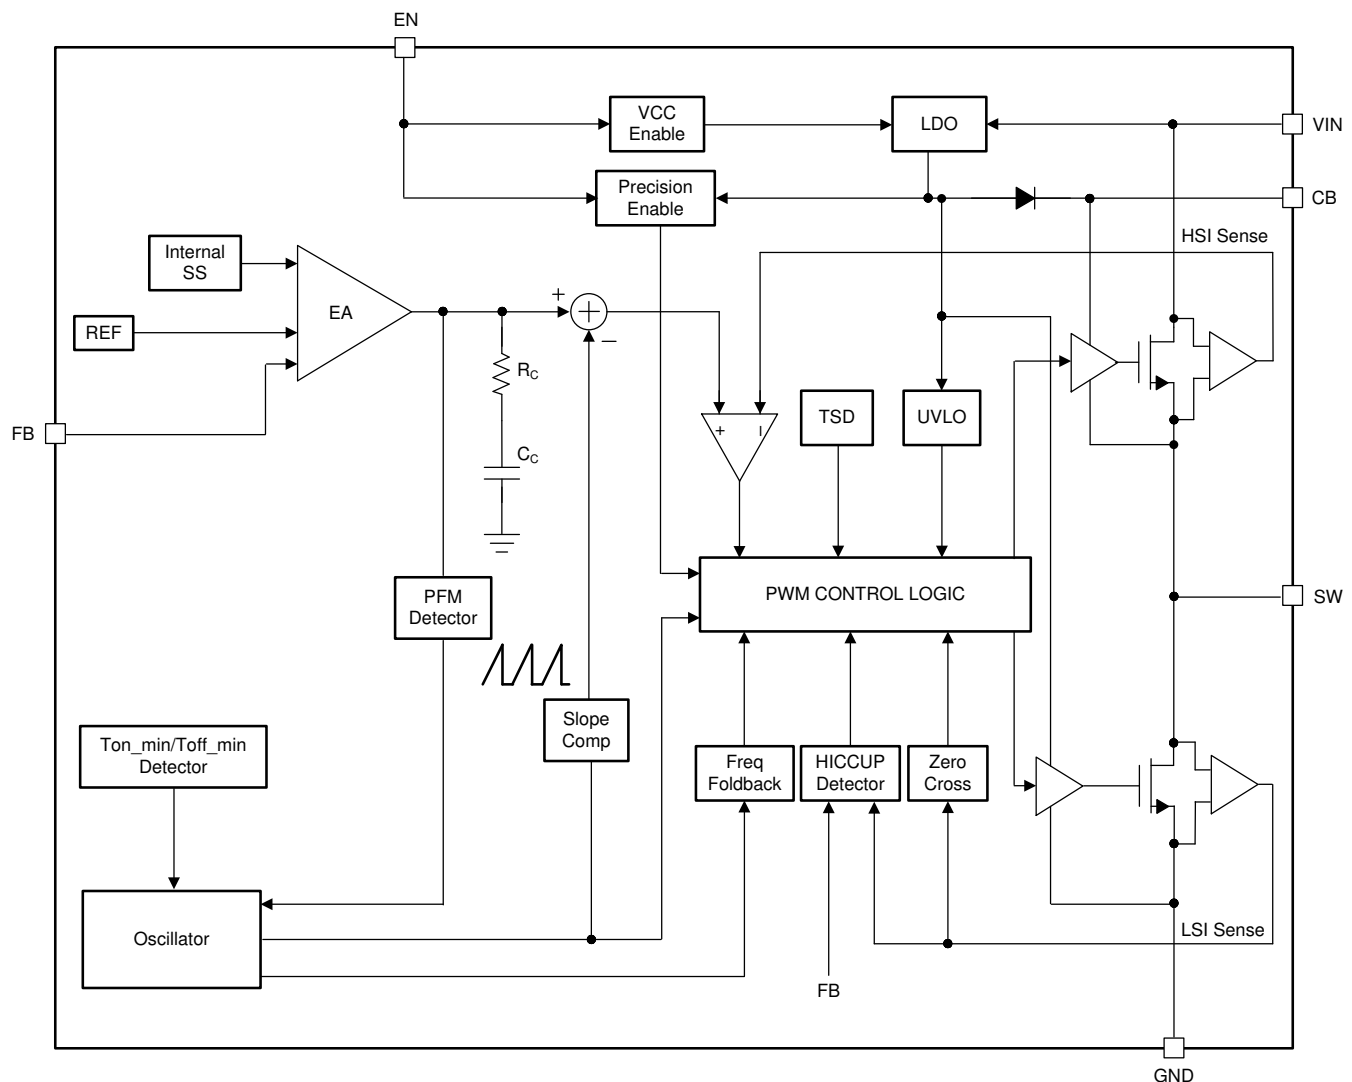 EN
VCC
Enable
LDO
VIN
Precision
Enable
CB
HSI Sense
Internal
SS
EA
+
+
REF
−
RC
TSD
UVLO
FB
+
−
CC
PWM CONTROL LOGIC
SW
PFM
Detector
Slope
Comp
Ton_min/Toff_min
Detector
Freq
Foldback
HICCUP
Detector
Zero
Cross
Oscillator
LSI Sense
FB
GND